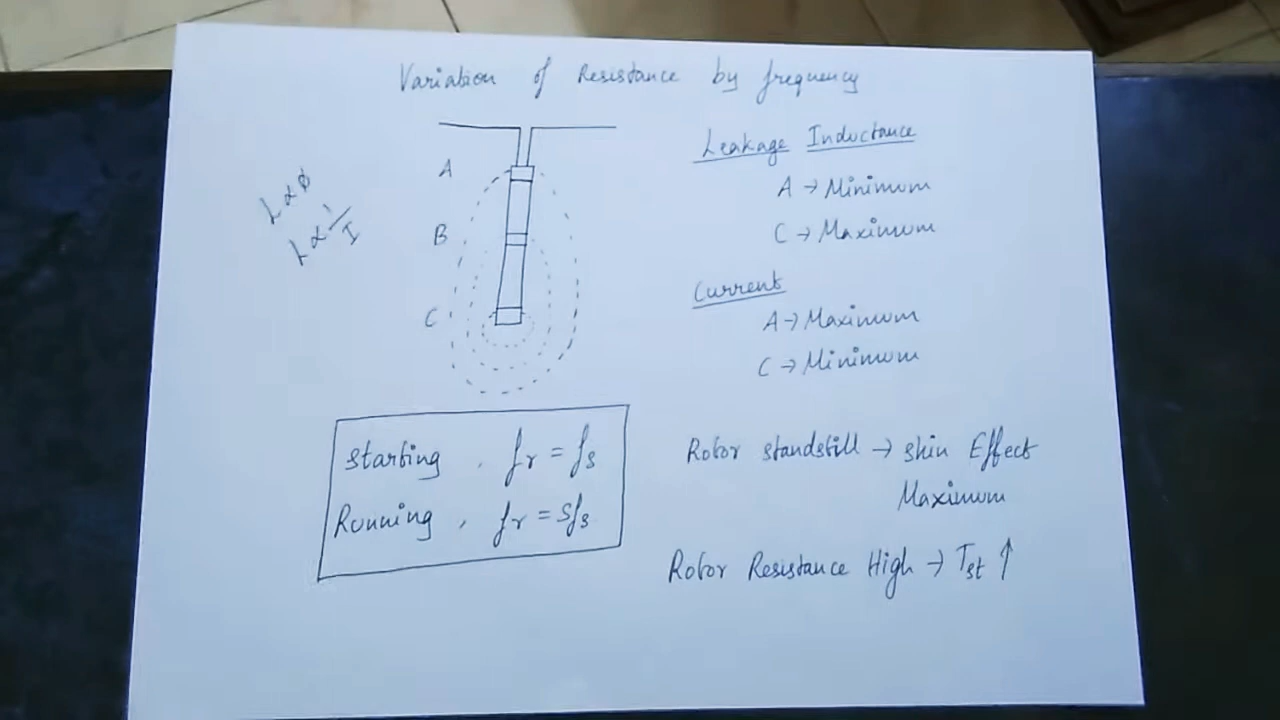 Variation of Resistance by frequency
L α φ
L α 1/I
A
B
C
Leakage Inductance
A → Minimum
C → Maximum
Current
A → Maximum
C → Minimum
Starting , fr = fs
Running , fr = sfs
Rotor standstill → skin Effect
Maximum
Rotor Resistance High → Tst ↑